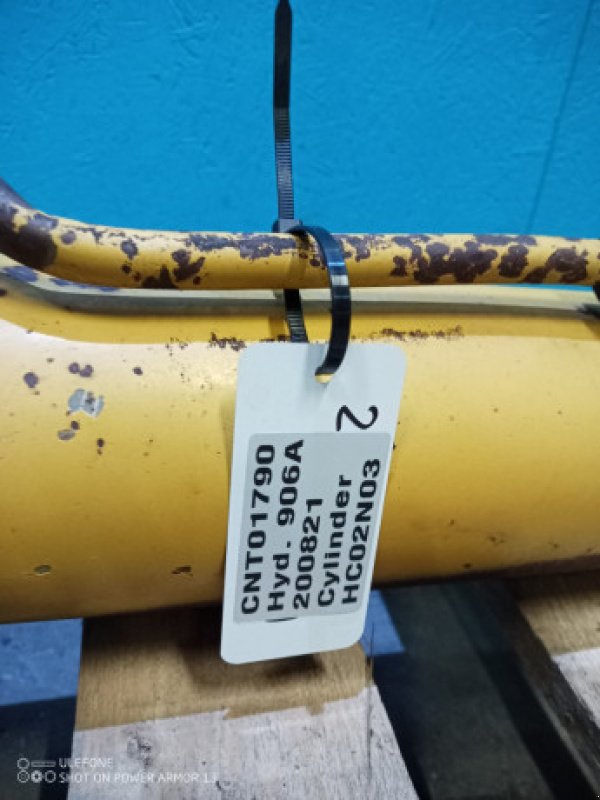 2
CNT01790
Hyd. 906A
200821
Cylinder
HC02N03
ULEFONE
SHOT ON POWER ARMOR 13